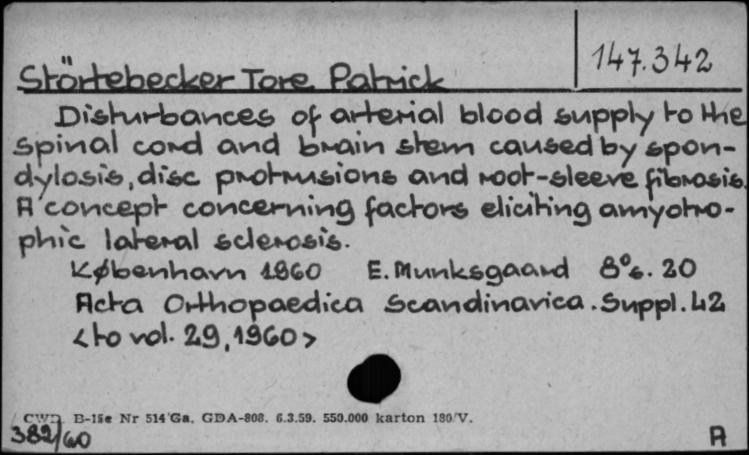 147.342
Störtebecker Tore Patrick
Disturbances of arterial blood supply to the
spinal cord and brain stem caused by spon-
dylosis, disc protrusions and root-sleeve fibrosis.
A concept concerning factors eliciting amyotro-
phic lateral sclerosis.
København 1960 E. Munksgaard 8° s. 20
Acta Orthopaedica Scandinavica. Suppl. 42
<to vol. 29, 1960>
CWD. B-15e Nr 514 Ga. GDA-808. 6.3.59. 550.000 karton 180/V.
382/60
A